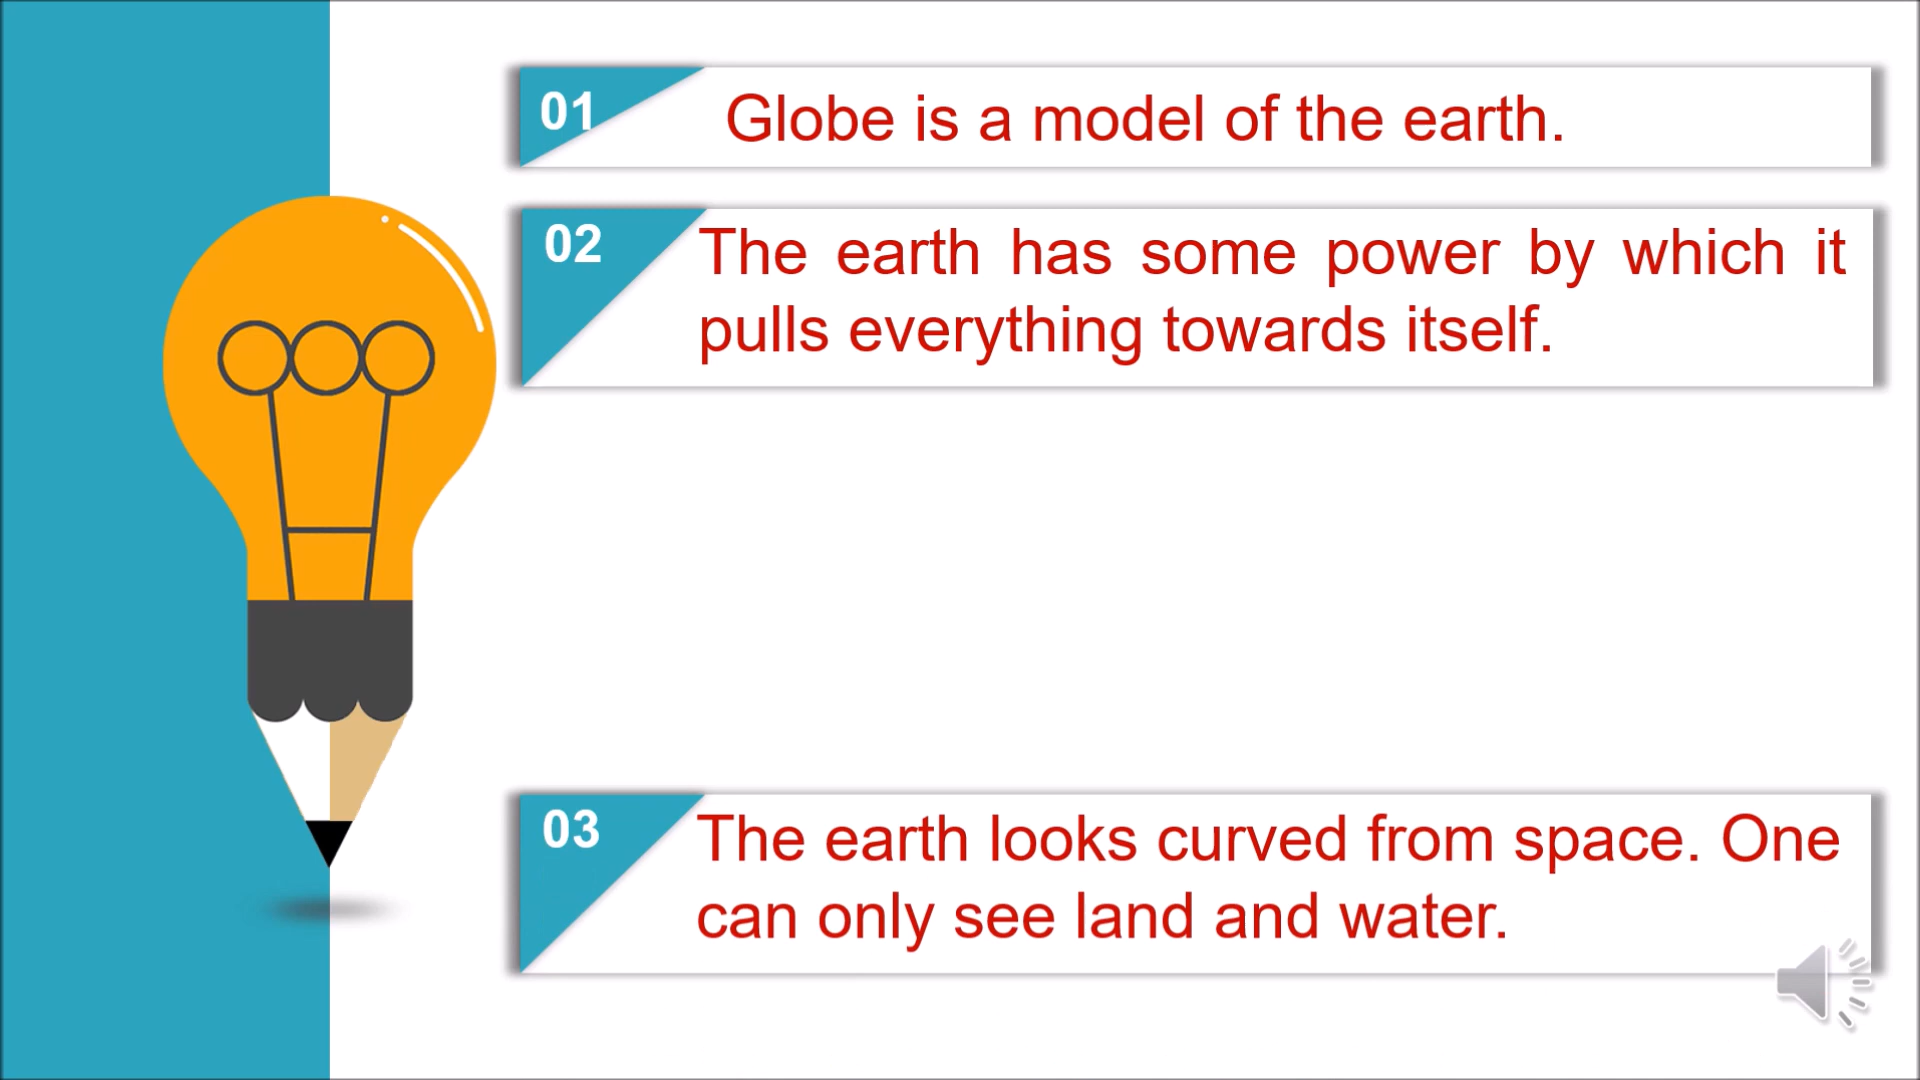 01
Globe is a model of the earth.
02
The earth has some power by which it
pulls everything towards itself.
03
The earth looks curved from space. One
can only see land and water.